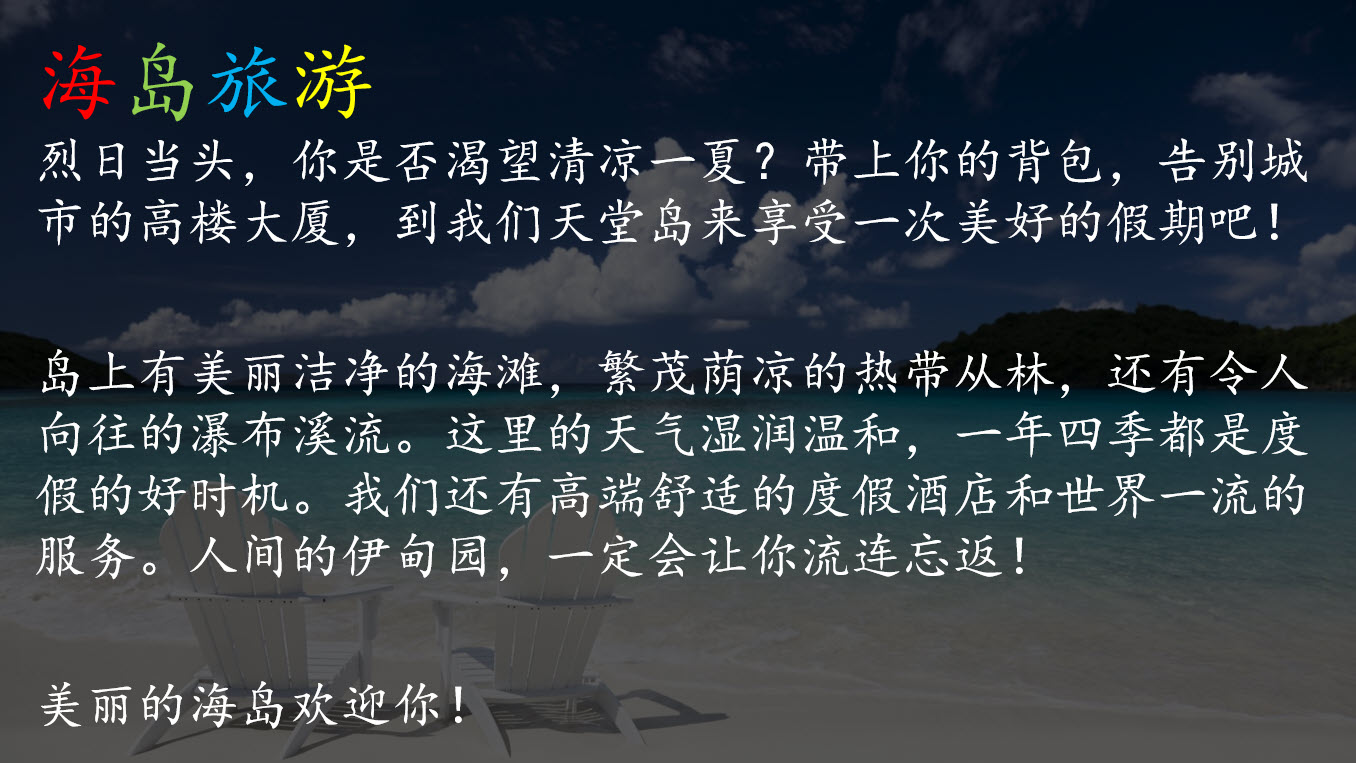 海岛旅游
烈日当头，你是否渴望清凉一夏？带上你的背包，告别城
市的高楼大厦，到我们天堂岛来享受一次美好的假期吧！
岛上有美丽洁净的海滩，繁茂荫凉的热带从林，还有令人
向往的瀑布溪流。这里的天气湿润温和，一年四季都是度
假的好时机。我们还有高端舒适的度假酒店和世界一流的
服务。人间的伊甸园，一定会让你流连忘返！
美丽的海岛欢迎你！